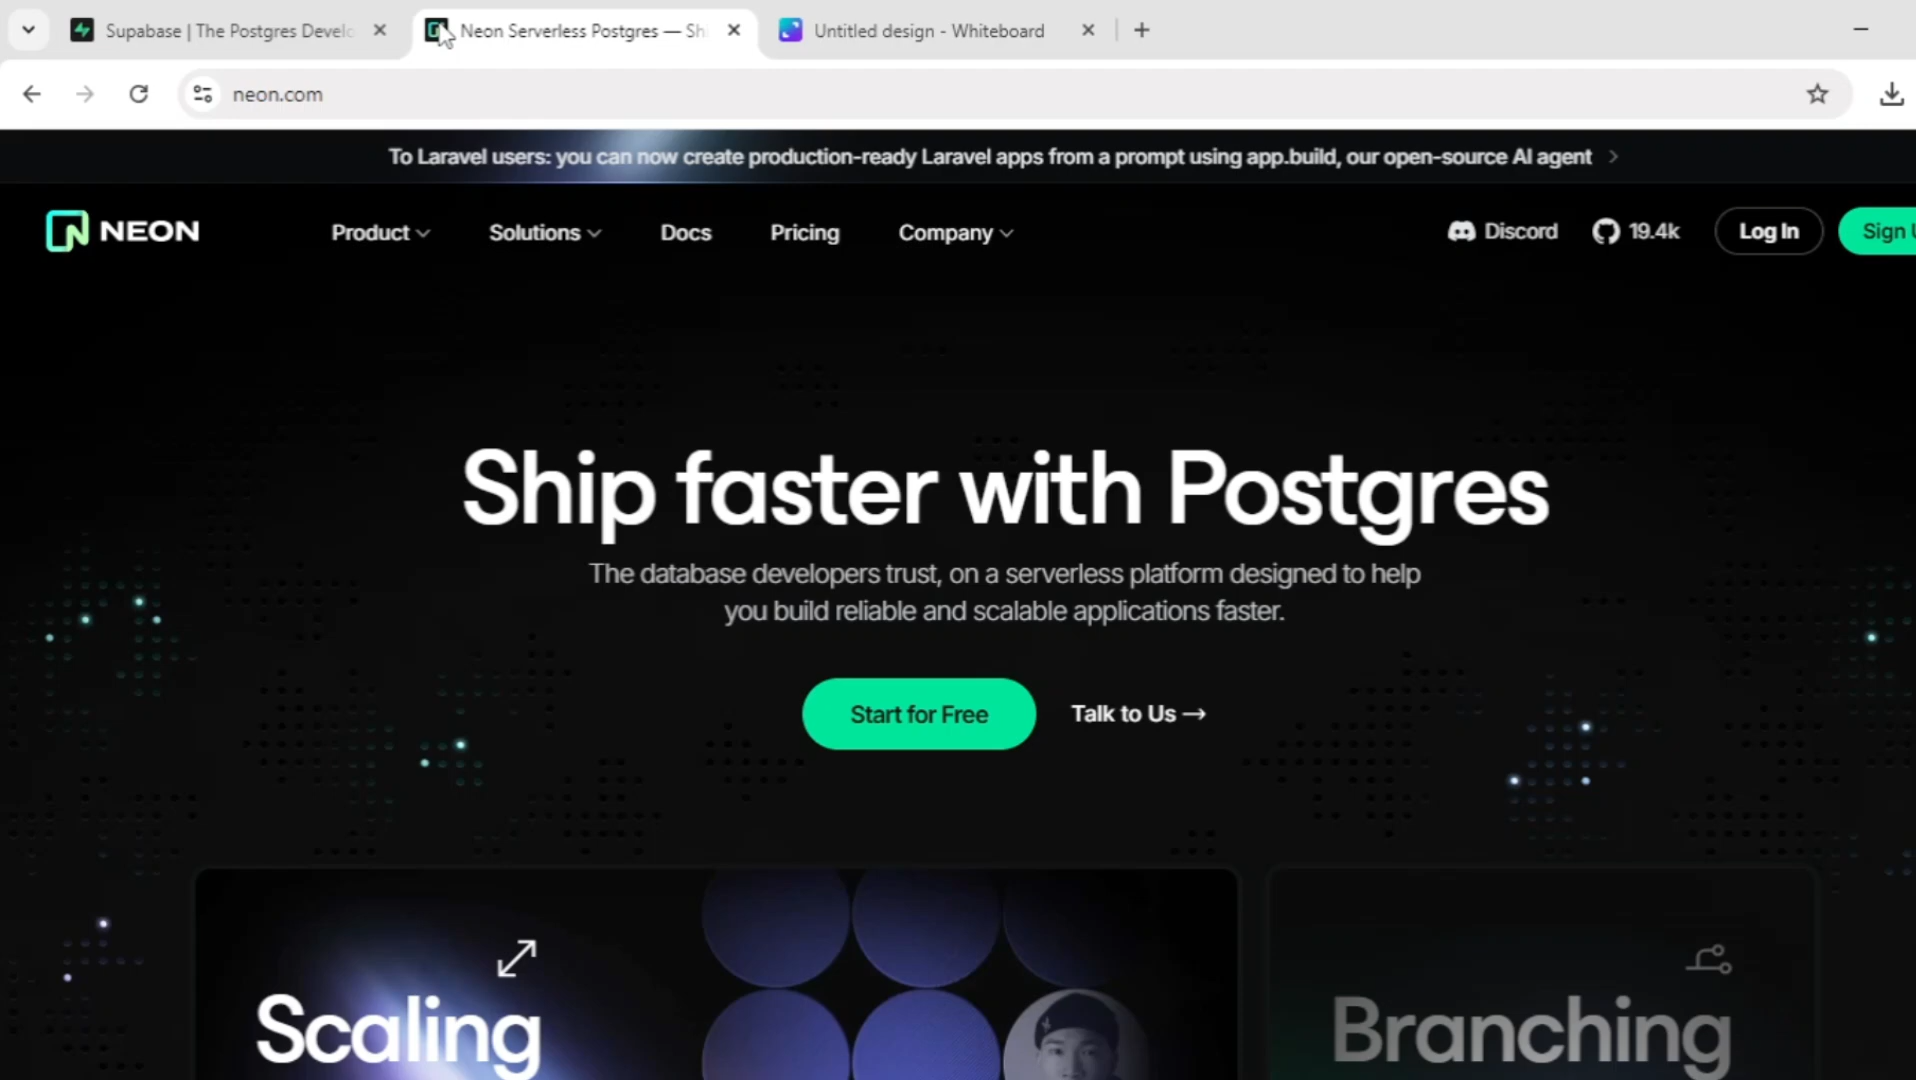 Supabase | The Postgres Develo
Neon Serverless Postgres — Shi
Untitled design - Whiteboard
neon.com
To Laravel users: you can now create production-ready Laravel apps from a prompt using app.build, our open-source AI agent
NEON
Product
Solutions
Docs
Pricing
Company
Discord
19.4k
Log In
Sign U
Ship faster with Postgres
The database developers trust, on a serverless platform designed to help
you build reliable and scalable applications faster.
Start for Free
Talk to Us →
Scaling
Branching